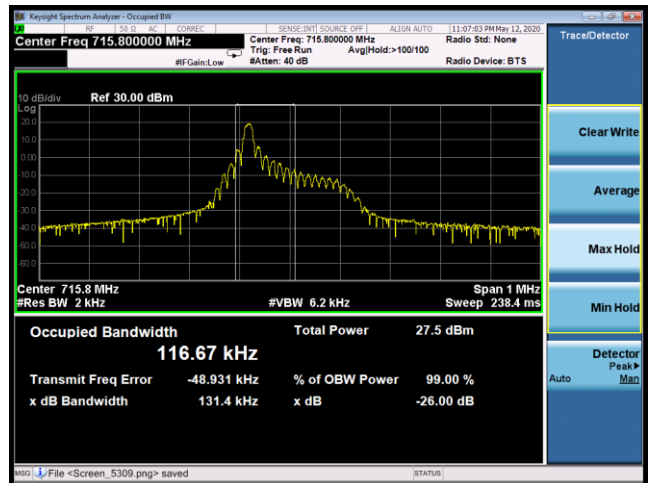 Keysight Spectrum Analyzer - Occupied BW
RF 50 Ω AC CORREC SENSE:INT SOURCE OFF ALIGN AUTO 11:07:03 PM May 12, 2020
Center Freq 715.800000 MHz Center Freq: 715.800000 MHz Radio Std: None Trace/Detector
Trig: Free Run Avg|Hold:>100/100
#IFGain:Low #Atten: 40 dB Radio Device: BTS
10 dB/div Ref 30.00 dBm
Log
20.0
10.0
0.00
-10.0
-20.0
-30.0
-40.0
-50.0
-60.0
Center 715.8 MHz Span 1 MHz
#Res BW 2 kHz #VBW 6.2 kHz Sweep 238.4 ms
Occupied Bandwidth Total Power 27.5 dBm
116.67 kHz
Transmit Freq Error -48.931 kHz % of OBW Power 99.00 %
x dB Bandwidth 131.4 kHz x dB -26.00 dB
Clear Write
Average
Max Hold
Min Hold
Detector
Peak▶
Auto Man
MSG File <Screen_5309.png> saved STATUS